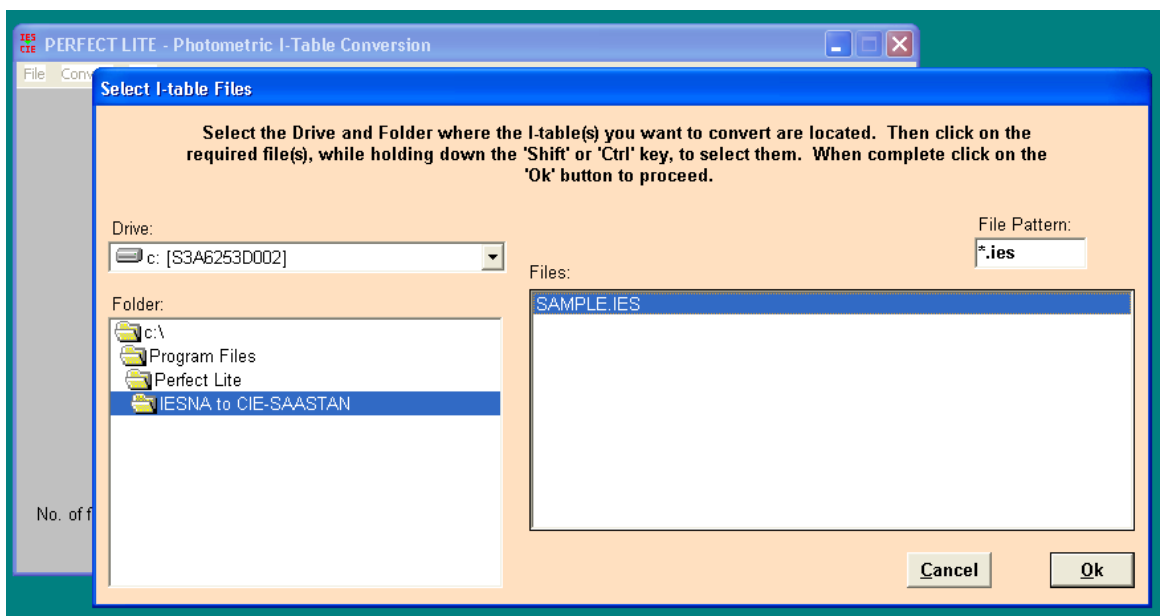 IES
CIE
PERFECT LITE - Photometric I-Table Conversion
File Conv
Select I-table Files
Select the Drive and Folder where the I-table(s) you want to convert are located. Then click on the
required file(s), while holding down the 'Shift' or 'Ctrl' key, to select them. When complete click on the
'Ok' button to proceed.
Drive:
File Pattern:
c: [S3A6253D002]
*.ies
Files:
Folder:
SAMPLE.IES
c:\
Program Files
Perfect Lite
IESNA to CIE-SAASTAN
No. of f
Cancel
Ok